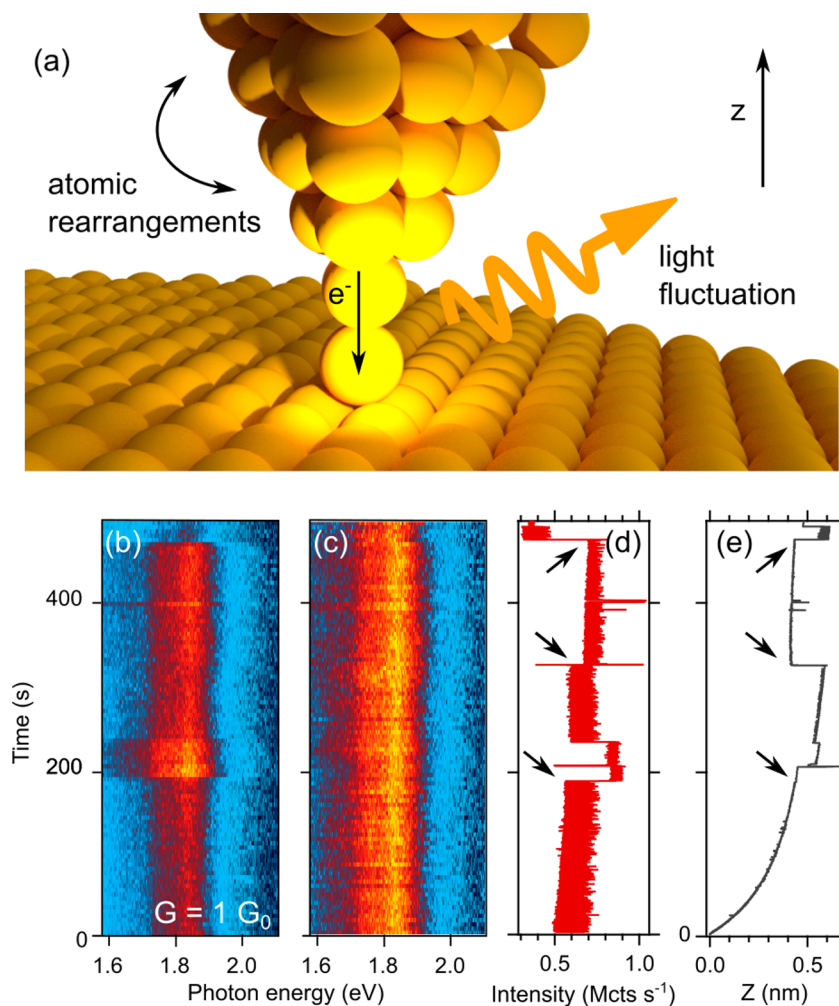 (a)
z
atomic
rearrangements
e-
light
fluctuation
(b)
(c)
(d)
(e)
400
200
0
0
Time (s)
G = 1 G₀
1.6 1.8 2.0
1.6 1.8 2.0
0.5 1.0
0.0 0.5
Photon energy (eV)
Intensity (Mcts s⁻¹)
Z (nm)